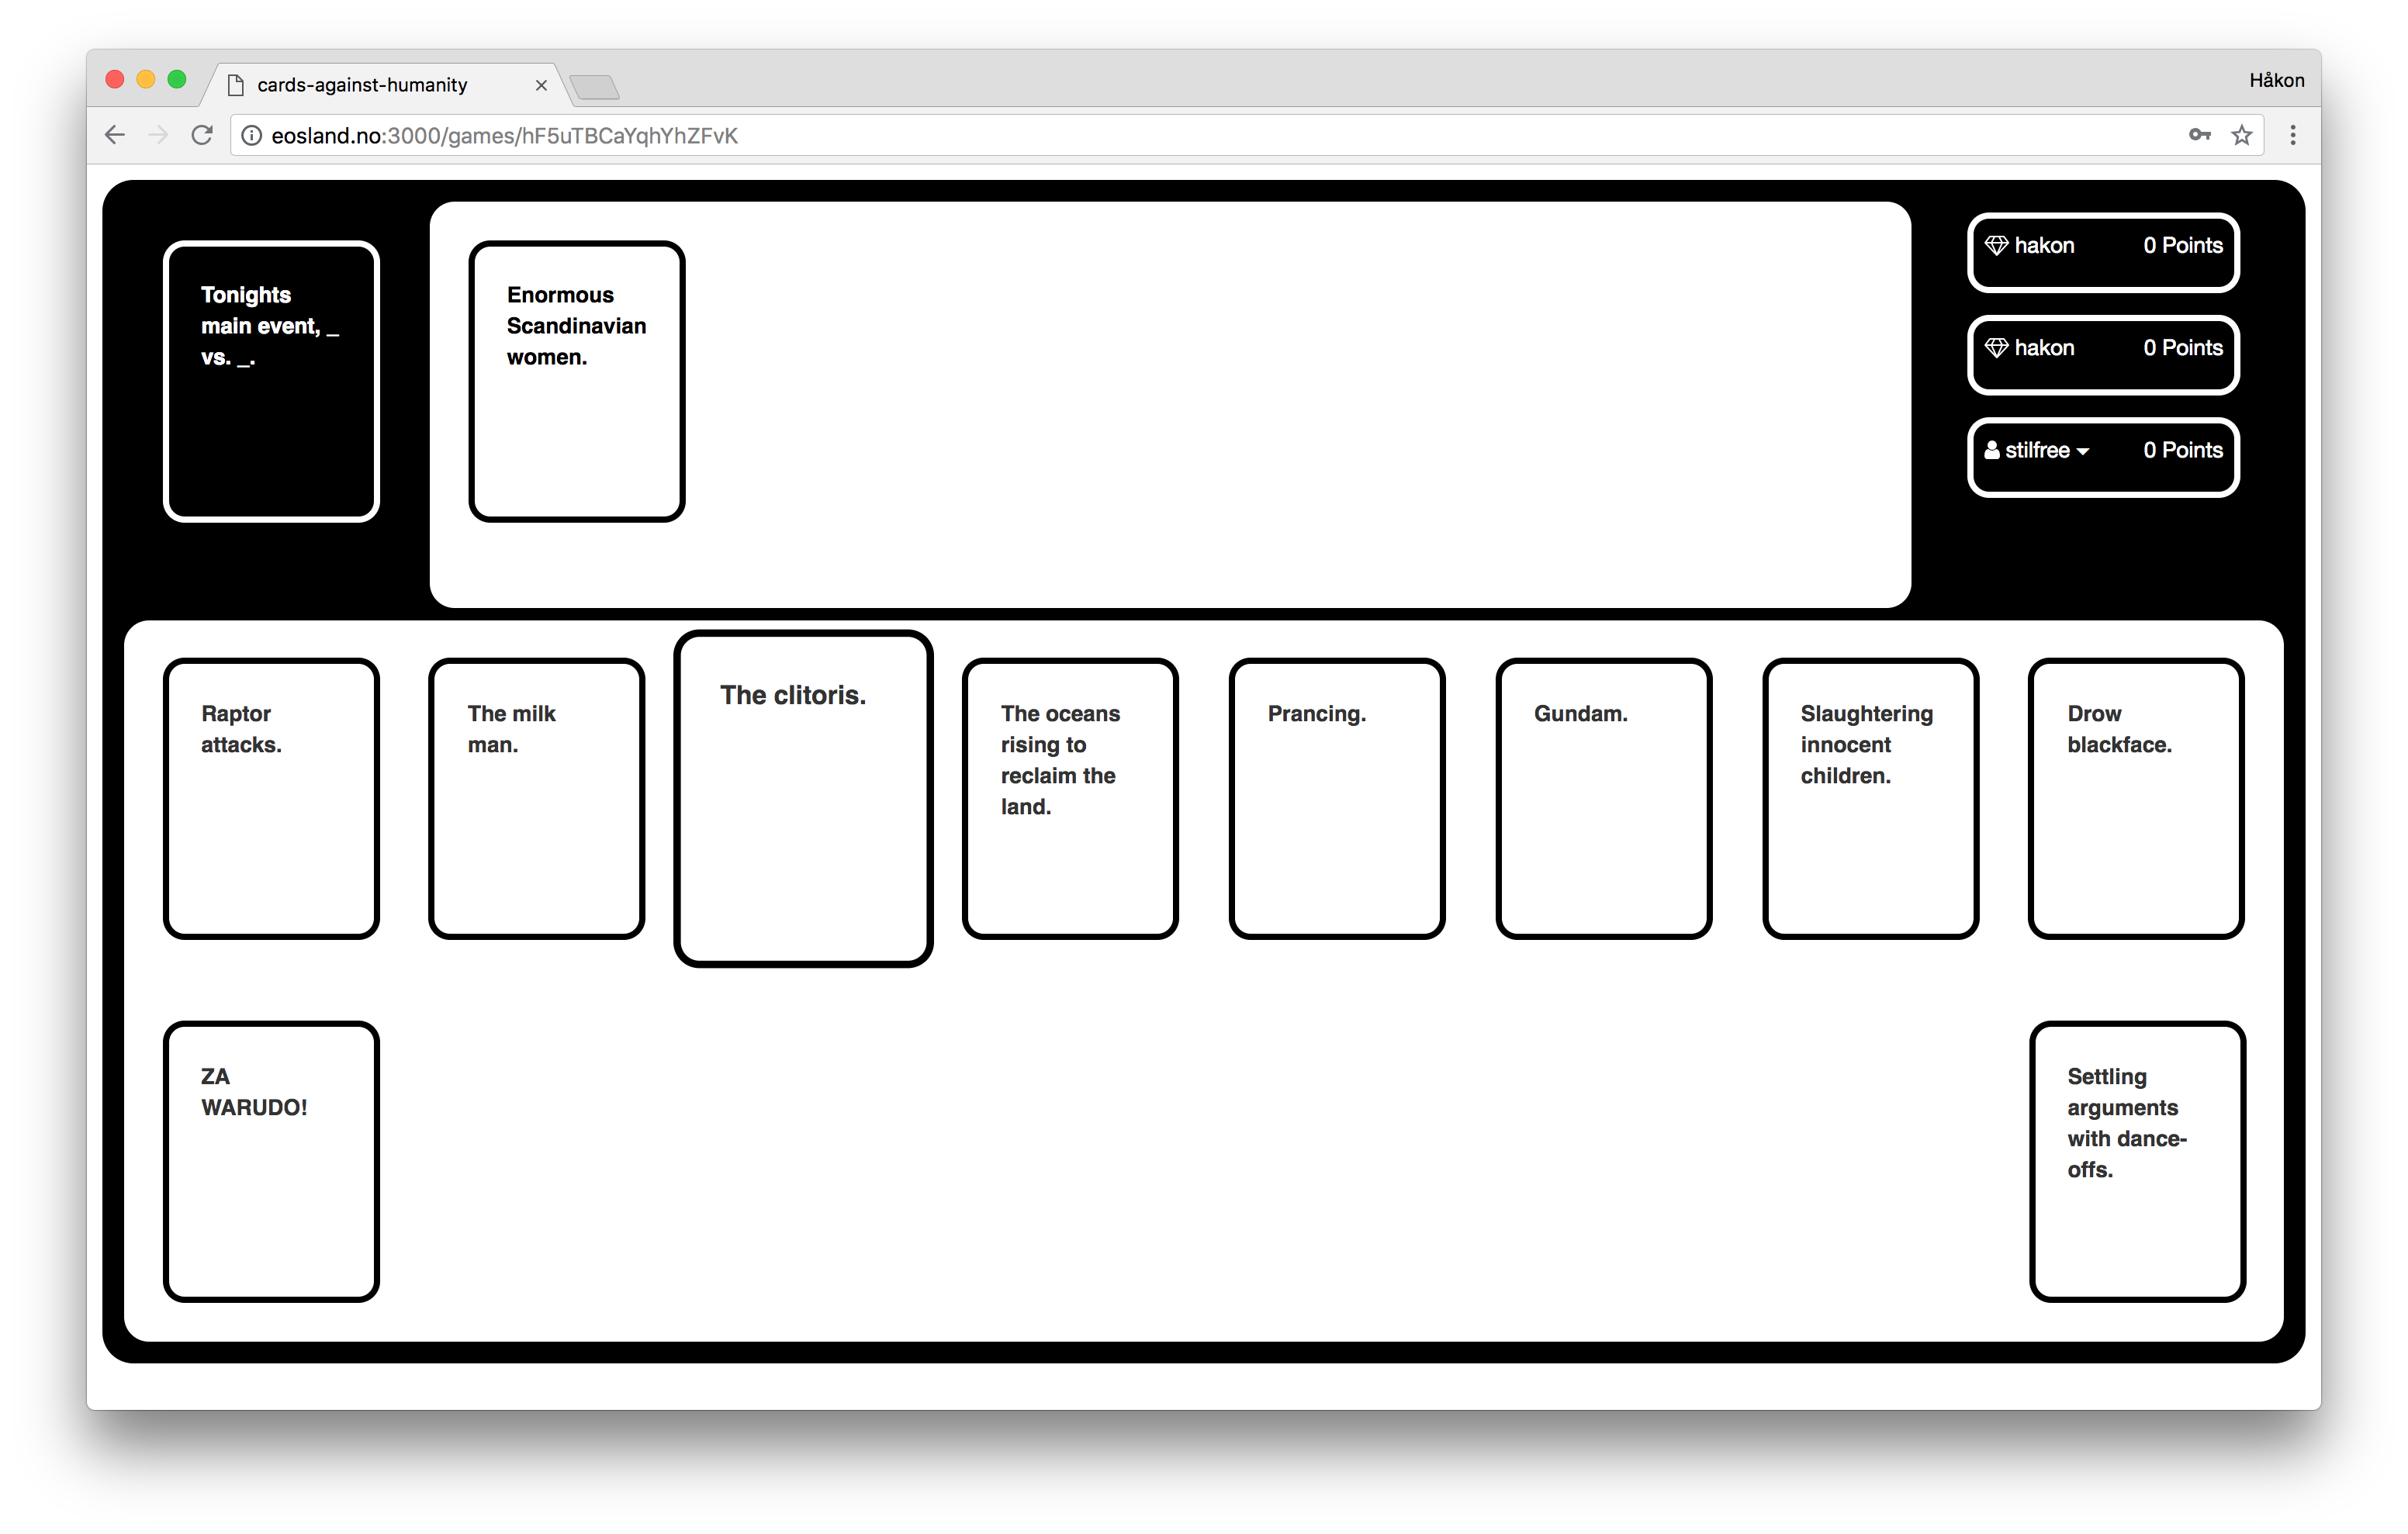 cards-against-humanity
Håkon
eosland.no:3000/games/hF5uTBCaYqhYhZFvK
Tonights
main event, _
vs. _.
Enormous
Scandinavian
women.
hakon 0 Points
hakon 0 Points
stilfree 0 Points
Raptor
attacks.
The milk
man.
The clitoris.
The oceans
rising to
reclaim the
land.
Prancing.
Gundam.
Slaughtering
innocent
children.
Drow
blackface.
ZA
WARUDO!
Settling
arguments
with dance-
offs.